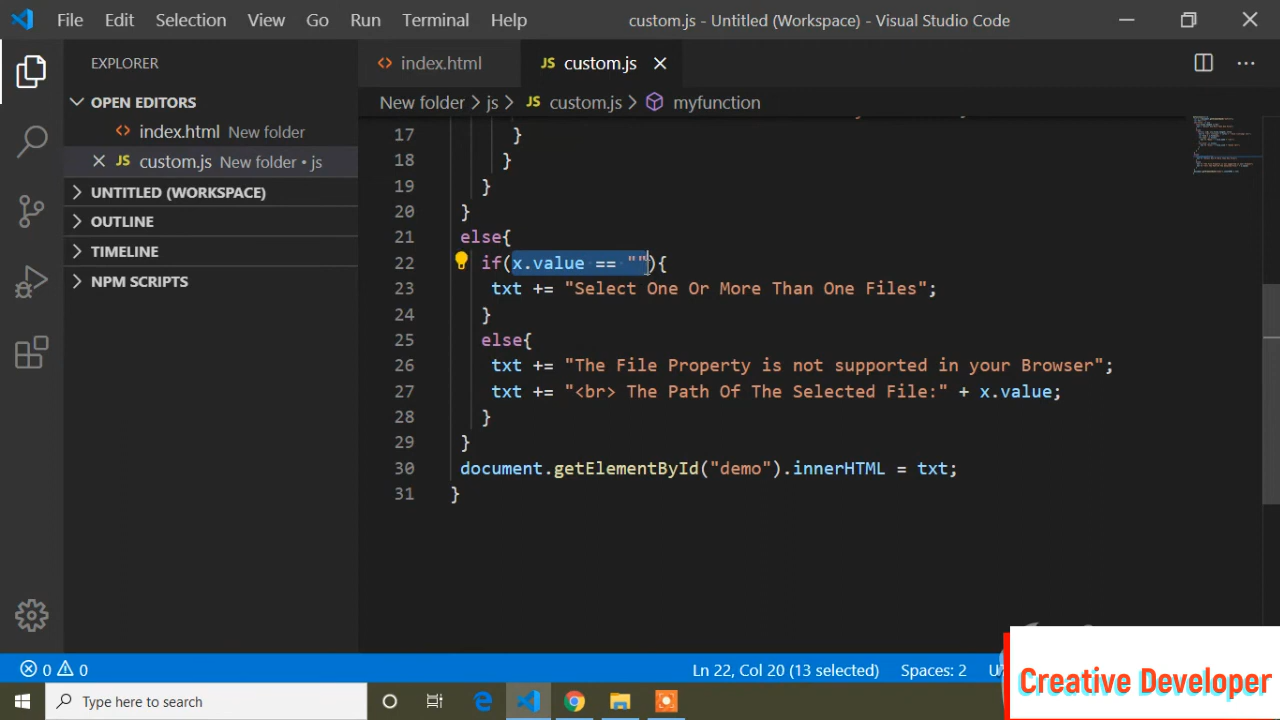 File Edit Selection View Go Run Terminal Help custom.js - Untitled (Workspace) - Visual Studio Code
EXPLORER
OPEN EDITORS
index.html New folder
custom.js New folder • js
UNTITLED (WORKSPACE)
OUTLINE
TIMELINE
NPM SCRIPTS
index.html JS custom.js
New folder > js > JS custom.js > myfunction
17 }
18 }
19 }
20 }
21 else{
22 if(x.value == ""){
23 txt += "Select One Or More Than One Files";
24 }
25 else{
26 txt += "The File Property is not supported in your Browser";
27 txt += "<br> The Path Of The Selected File:" + x.value;
28 }
29 }
30 document.getElementById("demo").innerHTML = txt;
31 }
0 0 Ln 22, Col 20 (13 selected) Spaces: 2
Type here to search
Creative Developer